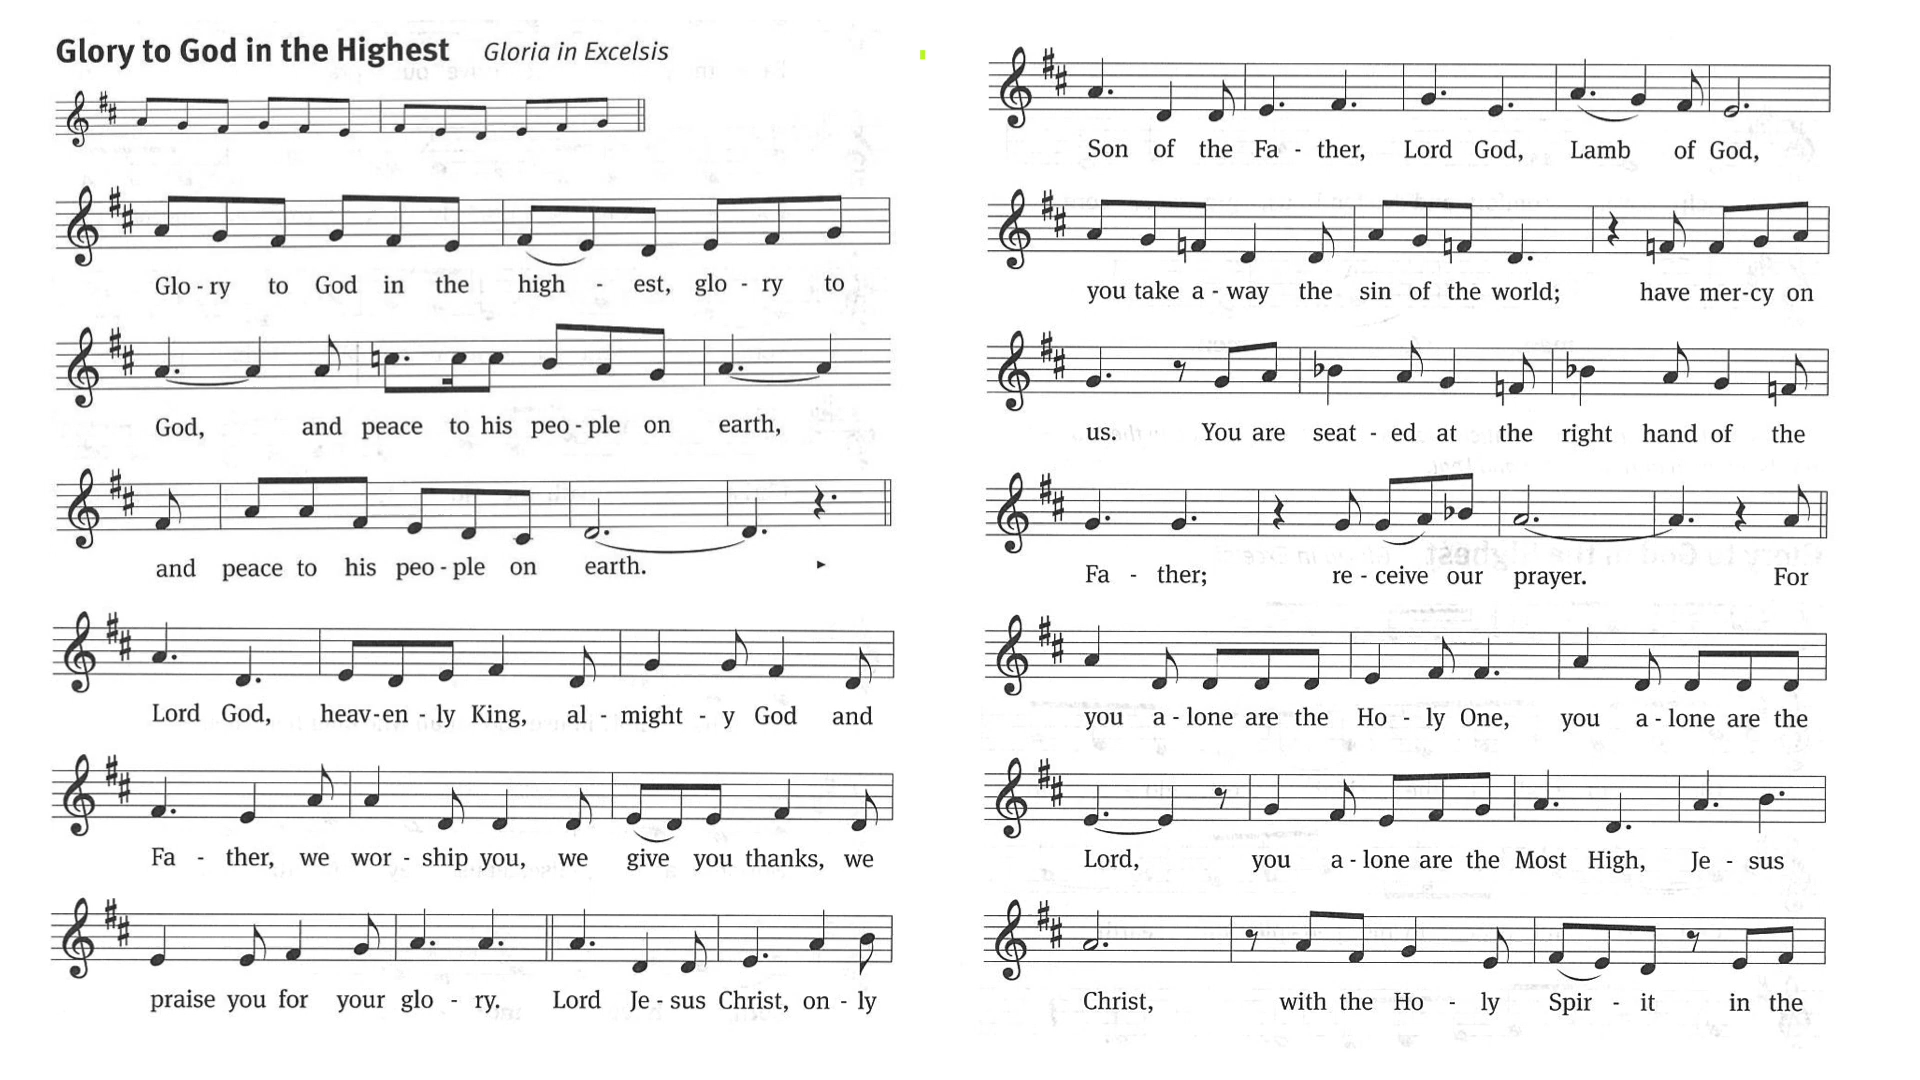 Glory to God in the Highest Gloria in Excelsis
Glo - ry to God in the high - est, glo - ry to
God, and peace to his peo - ple on earth,
and peace to his peo - ple on earth.
Lord God, heav - en - ly King, al - might - y God and
Fa - ther, we wor - ship you, we give you thanks, we
praise you for your glo - ry. Lord Je - sus Christ, on - ly
Son of the Fa - ther, Lord God, Lamb of God,
you take a - way the sin of the world; have mer - cy on
us. You are seat - ed at the right hand of the
Fa - ther; re - ceive our prayer. For
you a - lone are the Ho - ly One, you a - lone are the
Lord, you a - lone are the Most High, Je - sus
Christ, with the Ho - ly Spir - it in the